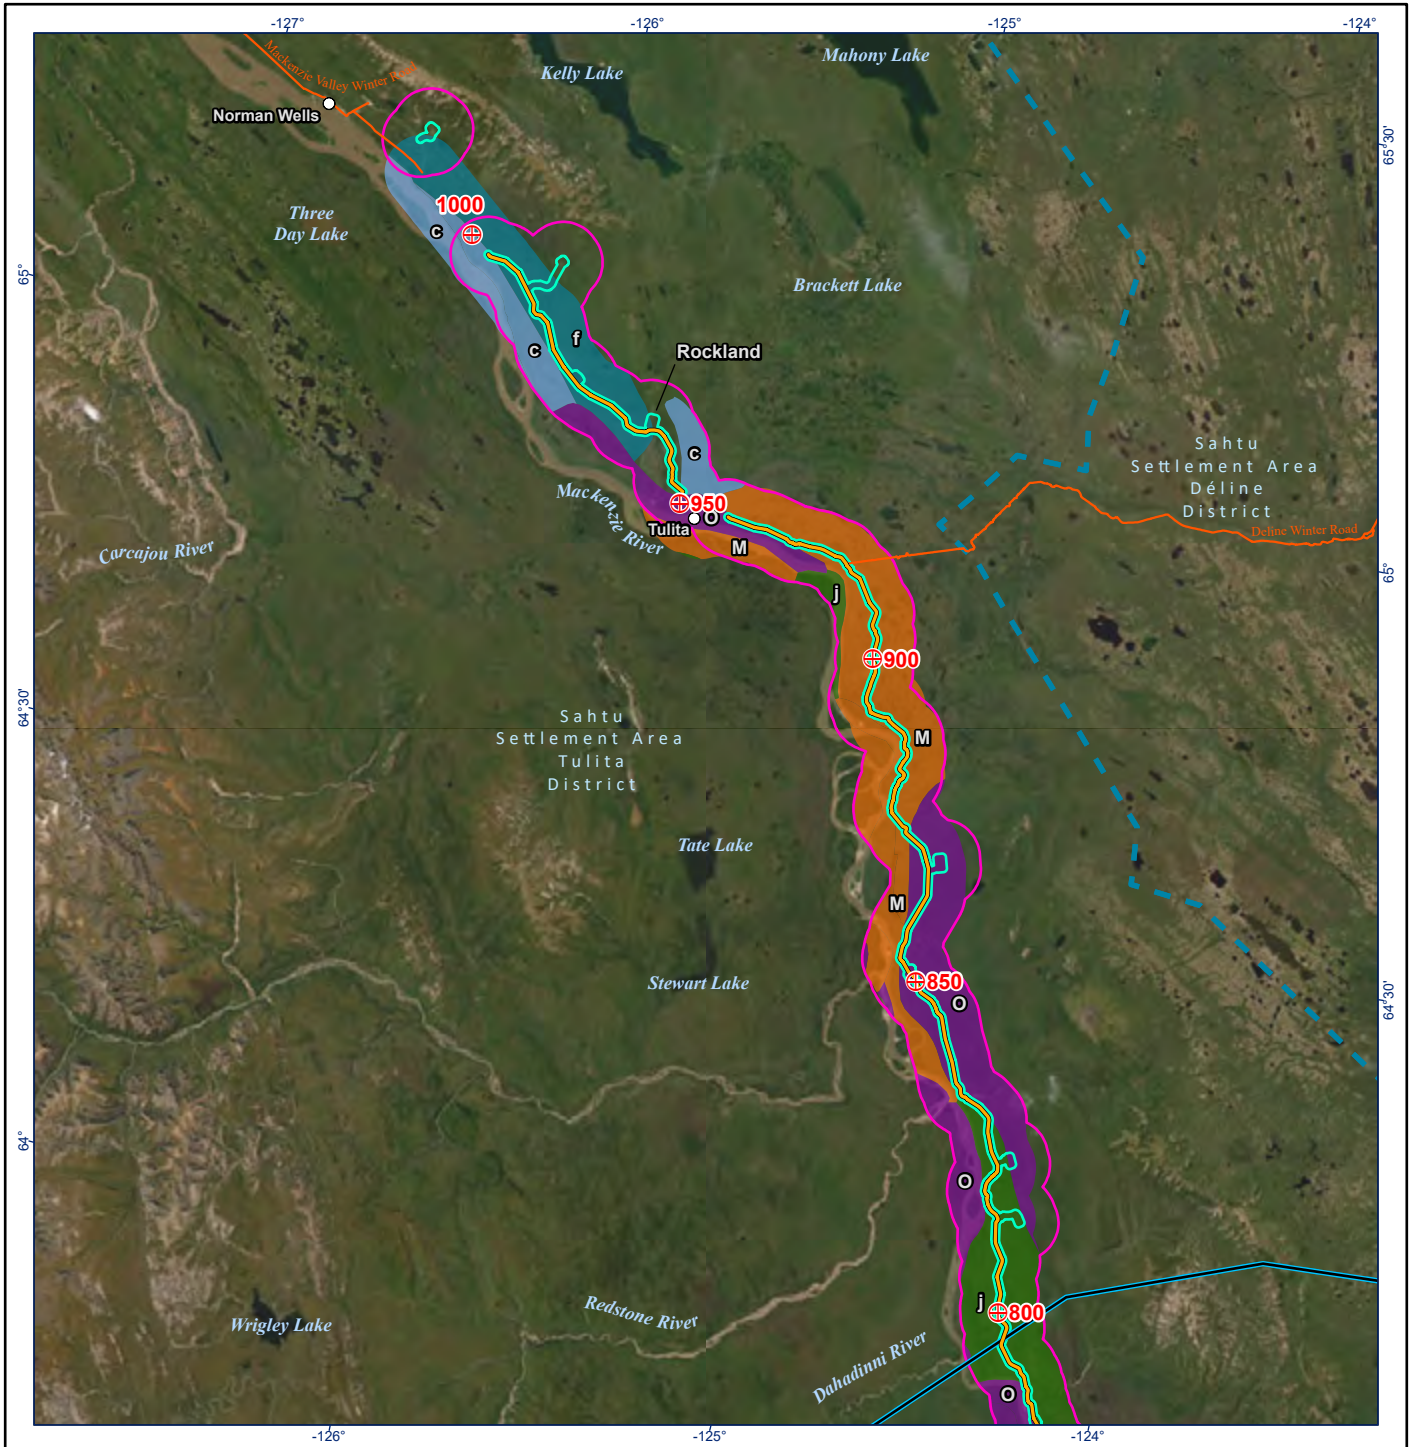 -127°
-126°
-125°
-124°
Mackenzie Valley Winter Road
Kelly Lake
Mahony Lake
Norman Wells
65°30'
Three
Day Lake
1000
c
65°
Brackett Lake
f
c
Rockland
Sahtu
Settlement Area
Déline
District
c
Mackenzie River
950
Tulita
O
M
Deline Winter Road
Carcajou River
65°
j
900
64°30'
Sahtu
Settlement Area
Tulita
District
M
Tate Lake
M
Stewart Lake
850
O
64°30'
64°
O
j
800
Redstone River
Wrigley Lake
Dahadinni River
O
-126°
-125°
-124°